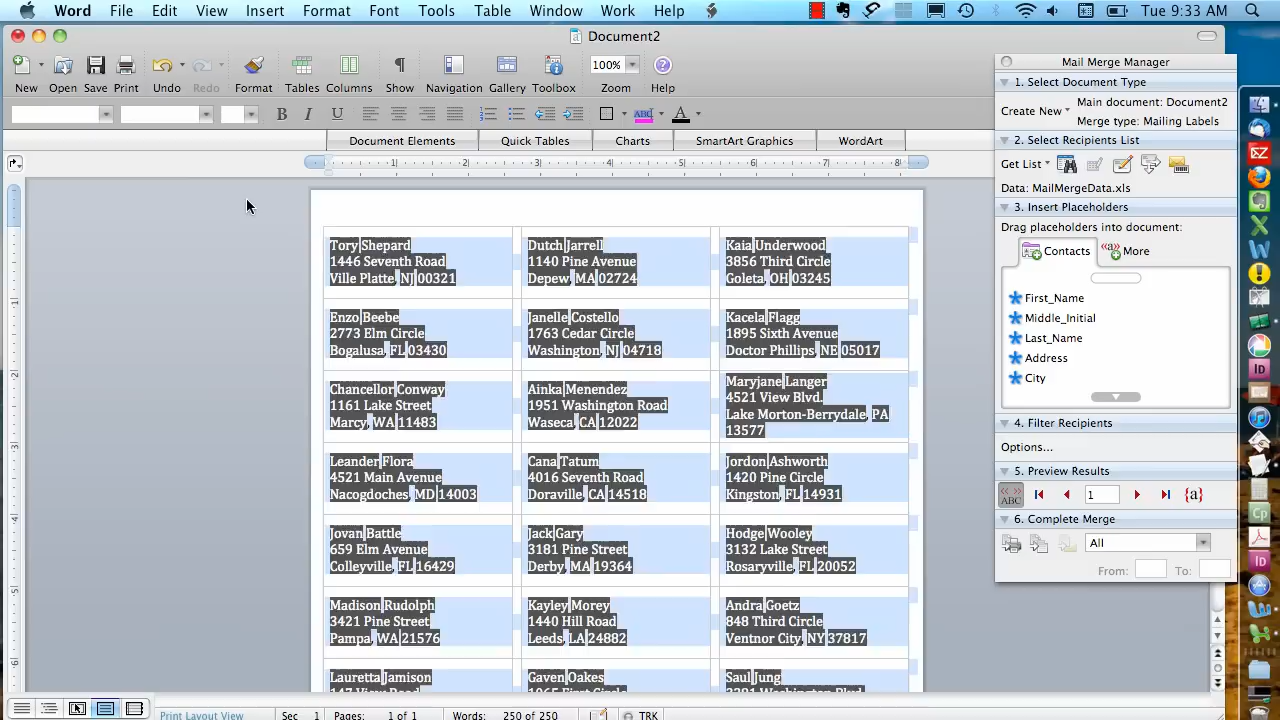 Word File Edit View Insert Format Font Tools Table Window Work Help Tue 9:33 AM
Document2
New Open Save Print Undo Redo Format Tables Columns Show Navigation Gallery Toolbox Zoom Help
100%
B I U ABC A
Document Elements Quick Tables Charts SmartArt Graphics WordArt
1 2 3 4 5 6 7 8
Tory Shepard
1446 Seventh Road
Ville Platte, NJ 00321
Dutch Jarrell
1140 Pine Avenue
Depew, MA 02724
Kaia Underwood
3856 Third Circle
Goleta, OH 03245
Enzo Beebe
2773 Elm Circle
Bogalusa, FL 03430
Janelle Costello
1763 Cedar Circle
Washington, NJ 04718
Kacela Flagg
1895 Sixth Avenue
Doctor Phillips, NE 05017
Chancellor Conway
1161 Lake Street
Marcy, WA 11483
Ainka Menendez
1951 Washington Road
Waseca, CA 12022
Maryjane Langer
4521 View Blvd.
Lake Morton-Berrydale, PA
13577
Leander Flora
4521 Main Avenue
Nacogdoches, MD 14003
Cana Tatum
4016 Seventh Road
Doraville, CA 14518
Jordon Ashworth
1420 Pine Circle
Kingston, FL 14931
Jovan Battle
659 Elm Avenue
Colleyville, FL 16429
Jack Gary
3181 Pine Street
Derby, MA 19364
Hodge Wooley
3132 Lake Street
Rosaryville, FL 20052
Madison Rudolph
3421 Pine Street
Pampa, WA 21576
Kayley Morey
1440 Hill Road
Leeds, LA 24882
Andra Goetz
848 Third Circle
Ventnor City, NY 37817
Lauretta Jamison
Gaven Oakes
Saul Jung
Mail Merge Manager
1. Select Document Type
Create New
Main document: Document2
Merge type: Mailing Labels
2. Select Recipients List
Get List
Data: MailMergeData.xls
3. Insert Placeholders
Drag placeholders into document:
Contacts More
First_Name
Middle_Initial
Last_Name
Address
City
4. Filter Recipients
Options...
5. Preview Results
ABC 1 {a}
6. Complete Merge
All
From: To:
Print Layout View Sec 1 Pages: 1 of 1 Words: 250 of 250 TRK